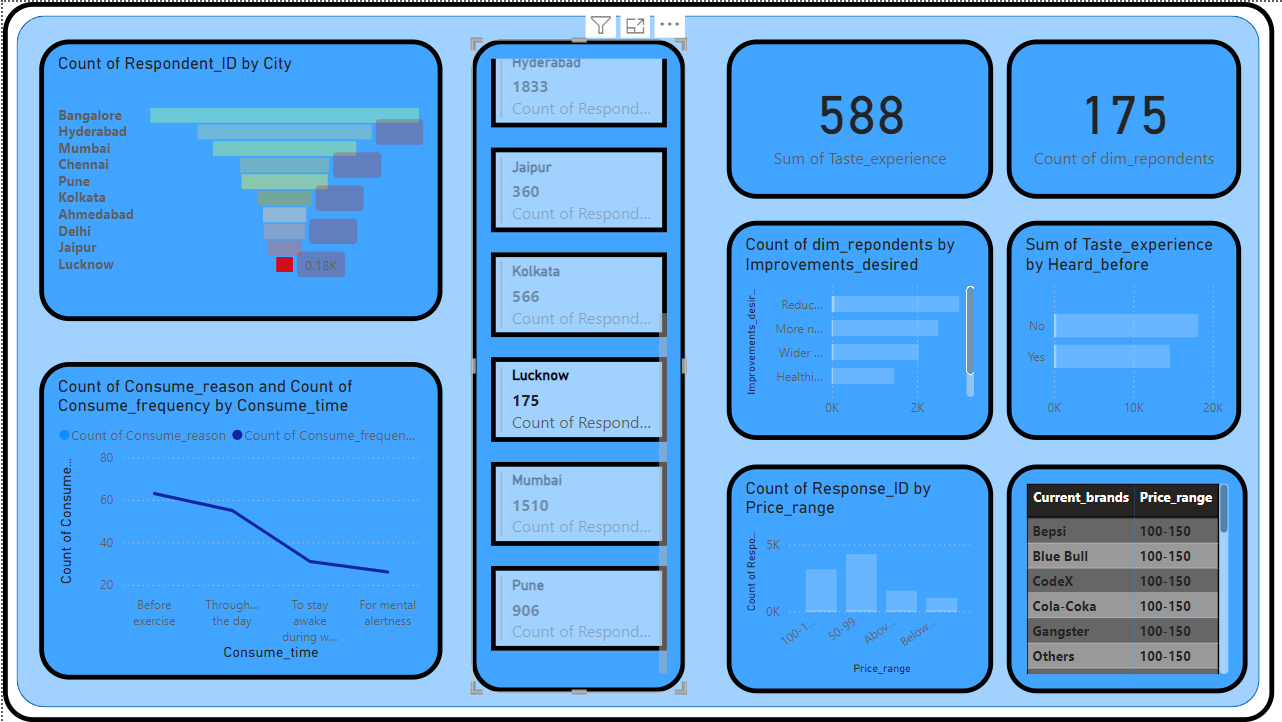 Count of Respondent_ID by City
Bangalore
Hyderabad
Mumbai
Chennai
Pune
Kolkata
Ahmedabad
Delhi
Jaipur
Lucknow
0.18K
Count of Consume_reason and Count of
Consume_frequency by Consume_time
Count of Consume_reason
Count of Consume_frequen...
Count of Consume...
80
60
40
20
Before
exercise
Through...
the day
To stay
awake
during w...
For mental
alertness
Consume_time
Hyderabad
1833
Count of Respond...
Jaipur
360
Count of Respond...
Kolkata
566
Count of Respond...
Lucknow
175
Count of Respond...
Mumbai
1510
Count of Respond...
Pune
906
Count of Respond...
588
Sum of Taste_experience
175
Count of dim_repondents
Count of dim_repondents by
Improvements_desired
Improvements_desir...
Reduc...
More n...
Wider ...
Healthi...
0K
2K
Sum of Taste_experience
by Heard_before
No
Yes
0K
10K
20K
Count of Response_ID by
Price_range
Count of Respo...
5K
0K
100-1...
50-99
Abov...
Below...
Price_range
Current_brands Price_range
Bepsi 100-150
Blue Bull 100-150
CodeX 100-150
Cola-Coka 100-150
Gangster 100-150
Others 100-150